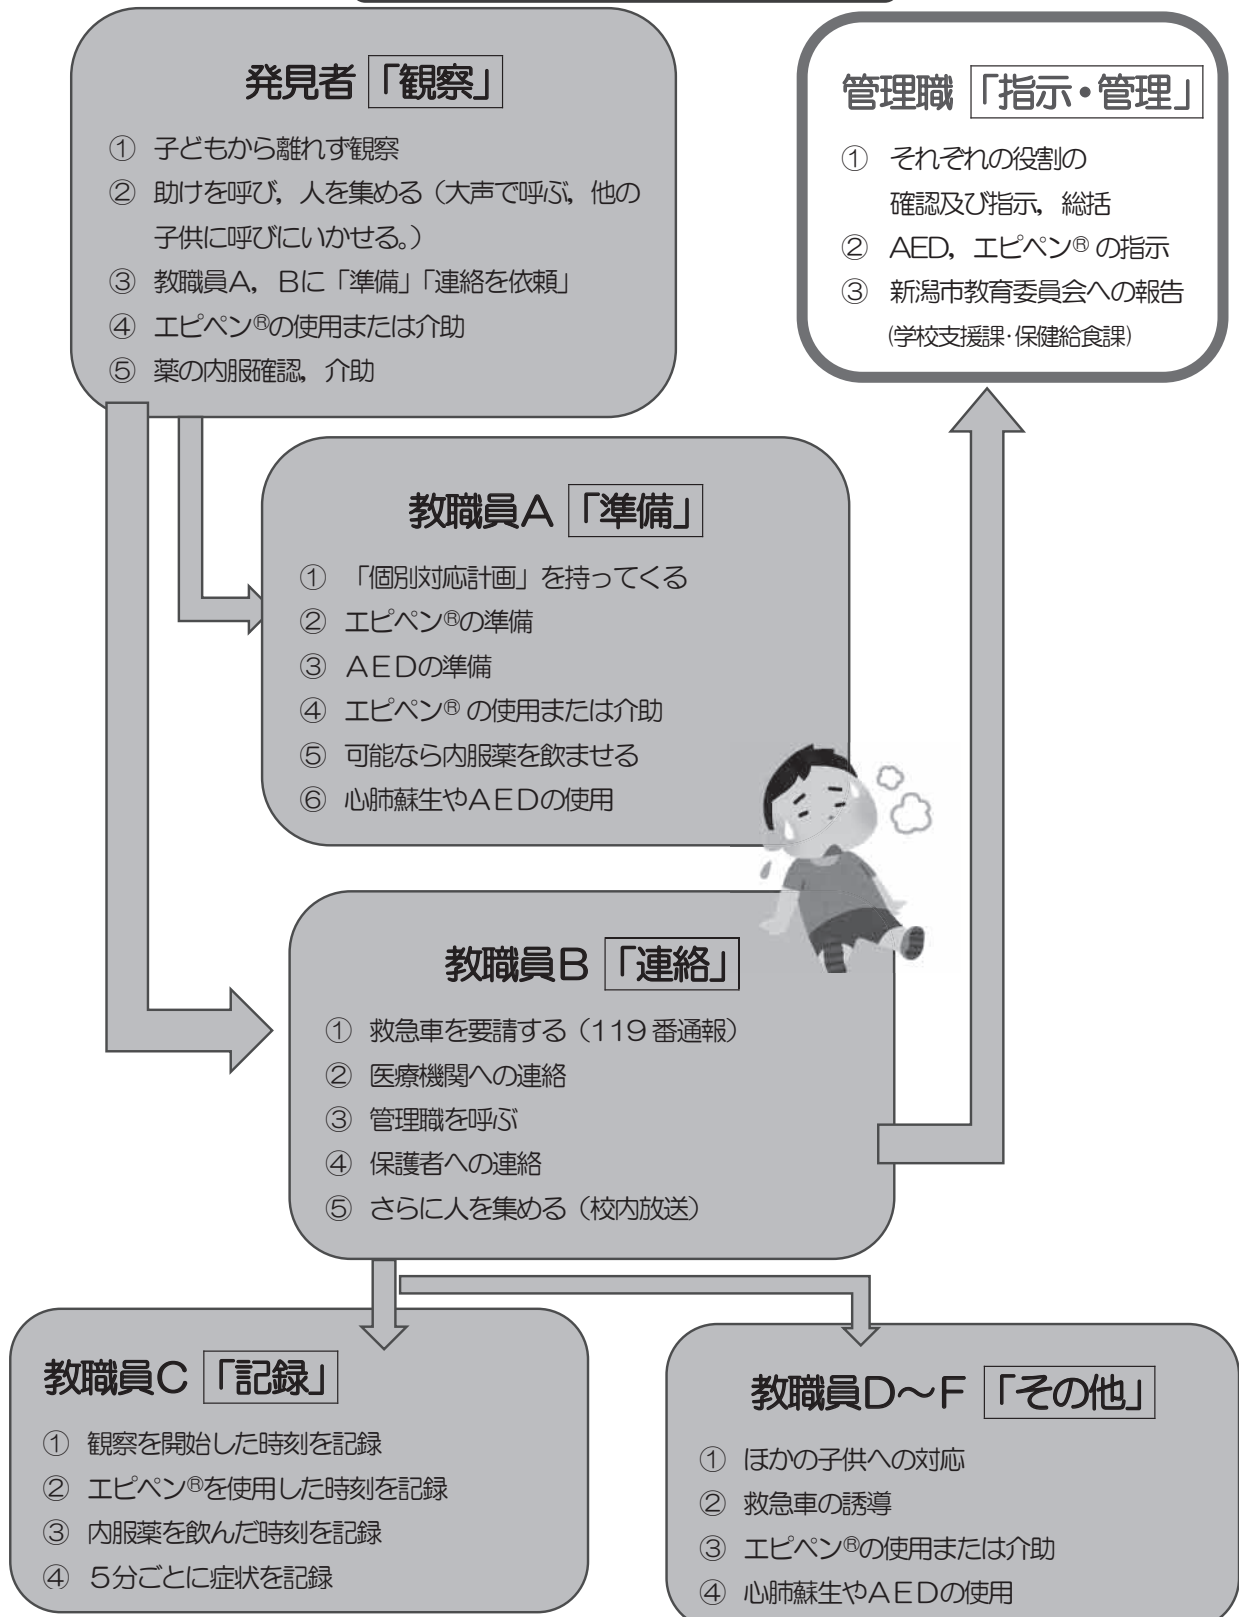 発見者「観察」
① 子どもから離れず観察
② 助けを呼び，人を集める（大声で呼ぶ，他の
子供に呼びにいかせる。）
③ 教職員A，Bに「準備」「連絡を依頼」
④ エピペン®の使用または介助
⑤ 薬の内服確認，介助
管理職「指示・管理」
① それぞれの役割の
確認及び指示，総括
② AED，エピペン®の指示
③ 新潟市教育委員会への報告
(学校支援課・保健給食課)
教職員A「準備」
① 「個別対応計画」を持ってくる
② エピペン®の準備
③ AEDの準備
④ エピペン®の使用または介助
⑤ 可能なら内服薬を飲ませる
⑥ 心肺蘇生やAEDの使用
教職員B「連絡」
① 救急車を要請する（119番通報）
② 医療機関への連絡
③ 管理職を呼ぶ
④ 保護者への連絡
⑤ さらに人を集める（校内放送）
教職員C「記録」
① 観察を開始した時刻を記録
② エピペン®を使用した時刻を記録
③ 内服薬を飲んだ時刻を記録
④ 5分ごとに症状を記録
教職員D～F「その他」
① ほかの子供への対応
② 救急車の誘導
③ エピペン®の使用または介助
④ 心肺蘇生やAEDの使用